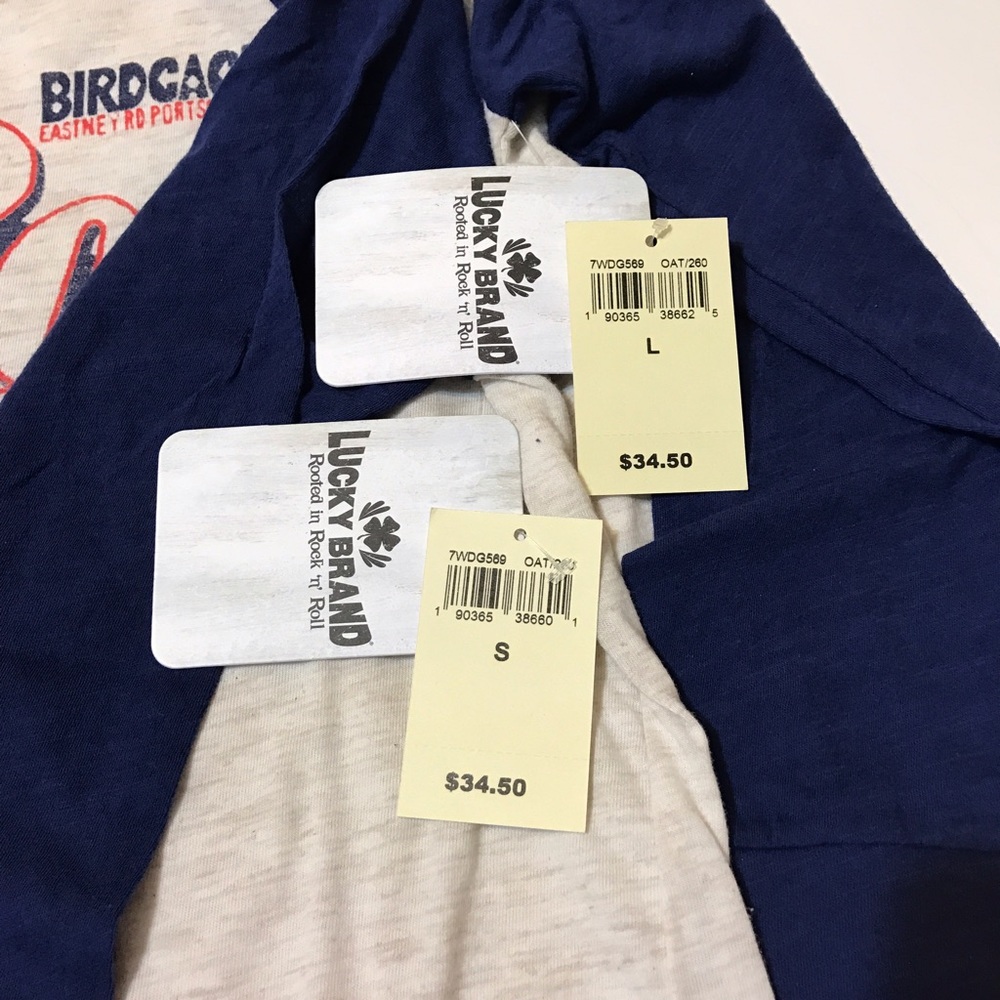 BIRDCAG
EASTNEY RD PORTS
LUCKY BRAND
Rooted in Rock 'n' Roll
7WDG569 OAT/260
1 90365 38662 5
L
$34.50
LUCKY BRAND
Rooted in Rock 'n' Roll
7WDG569 OAT/260
1 90365 38660 1
S
$34.50